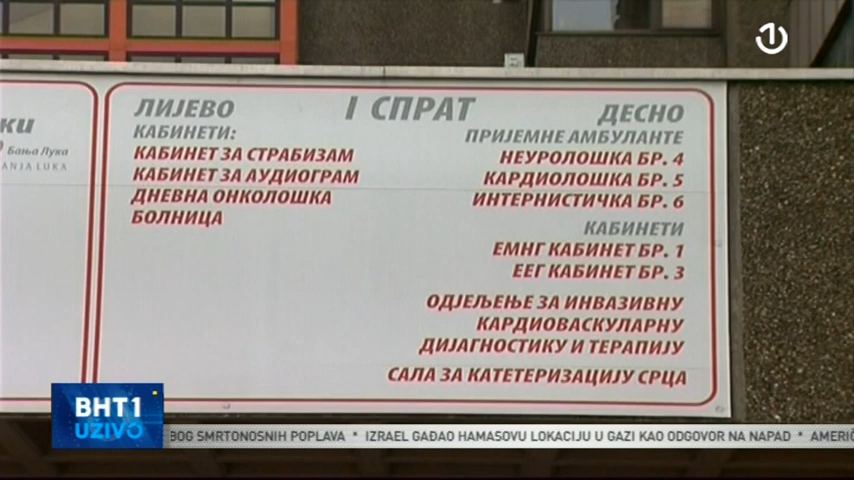 ки
Бања Лука
ANJA LUKA
I СПРАТ
ЛИЈЕВО
КАБИНЕТИ:
КАБИНЕТ ЗА СТРАБИЗАМ
КАБИНЕТ ЗА АУДИОГРАМ
ДНЕВНА ОНКОЛОШКА
БОЛНИЦА
ДЕСНО
ПРИЈЕМНЕ АМБУЛАНТЕ
НЕУРОЛОШКА БР. 4
КАРДИОЛОШКА БР. 5
ИНТЕРНИСТИЧКА БР. 6
КАБИНЕТИ
ЕМНГ КАБИНЕТ БР. 1
ЕЕГ КАБИНЕТ БР. 3
ОДЈЕЉЕЊЕ ЗА ИНВАЗИВНУ
КАРДИОВАСКУЛАРНУ
ДИЈАГНОСТИКУ И ТЕРАПИЈУ
САЛА ЗА КАТЕТЕРИЗАЦИЈУ СРЦА
BHT1
UŽIVO
BOG SMRTONOSNIH POPLAVA * IZRAEL GAĐAO HAMASOVU LOKACIJU U GAZI KAO ODGOVOR NA NAPAD * AMERIČ